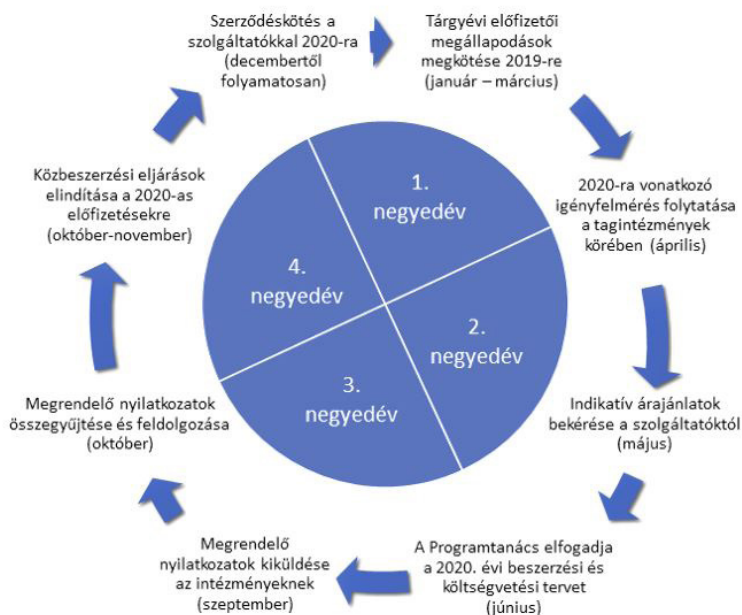 Szerződéskötés a
szolgáltatókkal 2020-ra
(decembertől
folyamatosan)
Tárgyévi előfizetői
megállapodások
megkötése 2019-re
(január – március)
2020-ra vonatkozó
igényfelmérés folytatása
a tagintézmények
körében (április)
Indikatív árajánlatok
bekérése a szolgáltatóktól
(május)
A Programtanács elfogadja
a 2020. évi beszerzési és
költségvetési tervet
(június)
Megrendelő
nyilatkozatok kiküldése
az intézményeknek
(szeptember)
Megrendelő nyilatkozatok
összegyűjtése és feldolgozása
(október)
Közbeszerzési eljárások
elindítása a 2020-as
előfizetésekre
(október-november)
1.
negyedév
2.
negyedév
3.
negyedév
4.
negyedév